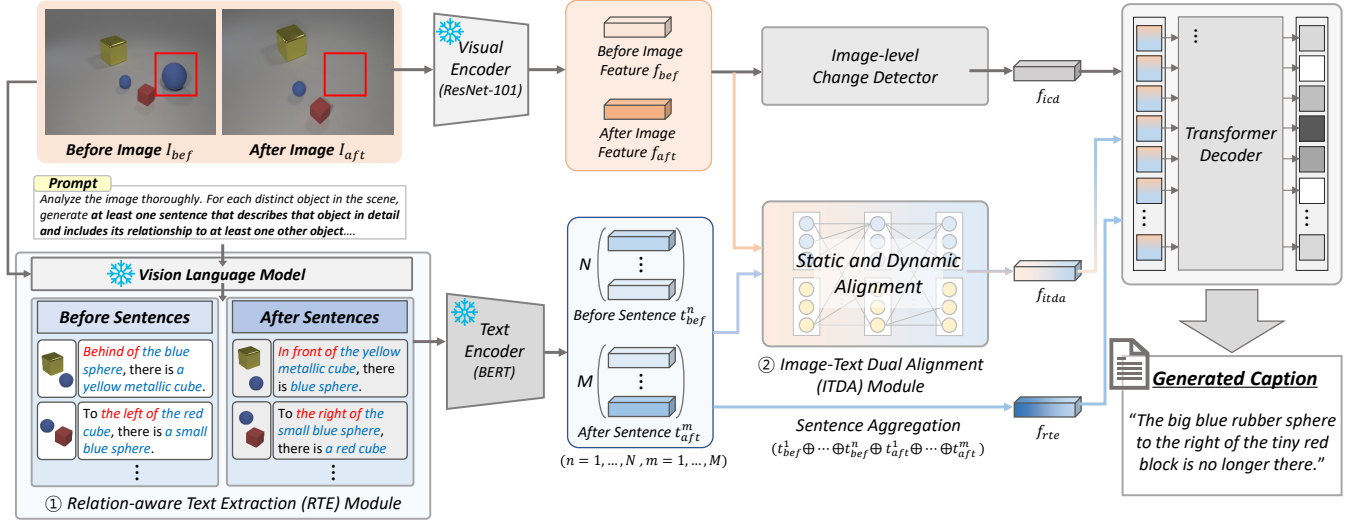 Before Image I_bef
After Image I_aft
Visual
Encoder
(ResNet-101)
Before Image
Feature f_bef
After Image
Feature f_aft
Image-level
Change Detector
f_icd
Transformer
Decoder
Prompt
Analyze the image thoroughly. For each distinct object in the scene,
generate at least one sentence that describes that object in detail
and includes its relationship to at least one other object....
Vision Language Model
Before Sentences
After Sentences
Behind of the blue
sphere, there is a
yellow metallic cube.
In front of the yellow
metallic cube, there
is blue sphere.
To the left of the red
cube, there is a small
blue sphere.
To the right of the
small blue sphere,
there is a red cube
① Relation-aware Text Extraction (RTE) Module
Text
Encoder
(BERT)
N
Before Sentence t^n_bef
M
After Sentence t^m_aft
(n = 1, ..., N , m = 1, ..., M)
Static and Dynamic
Alignment
f_itda
② Image-Text Dual Alignment
(ITDA) Module
Sentence Aggregation
(t^1_bef ⊕ ⋯ ⊕ t^n_bef ⊕ t^1_aft ⊕ ⋯ ⊕ t^m_aft)
f_rte
Generated Caption
“The big blue rubber sphere
to the right of the tiny red
block is no longer there.”